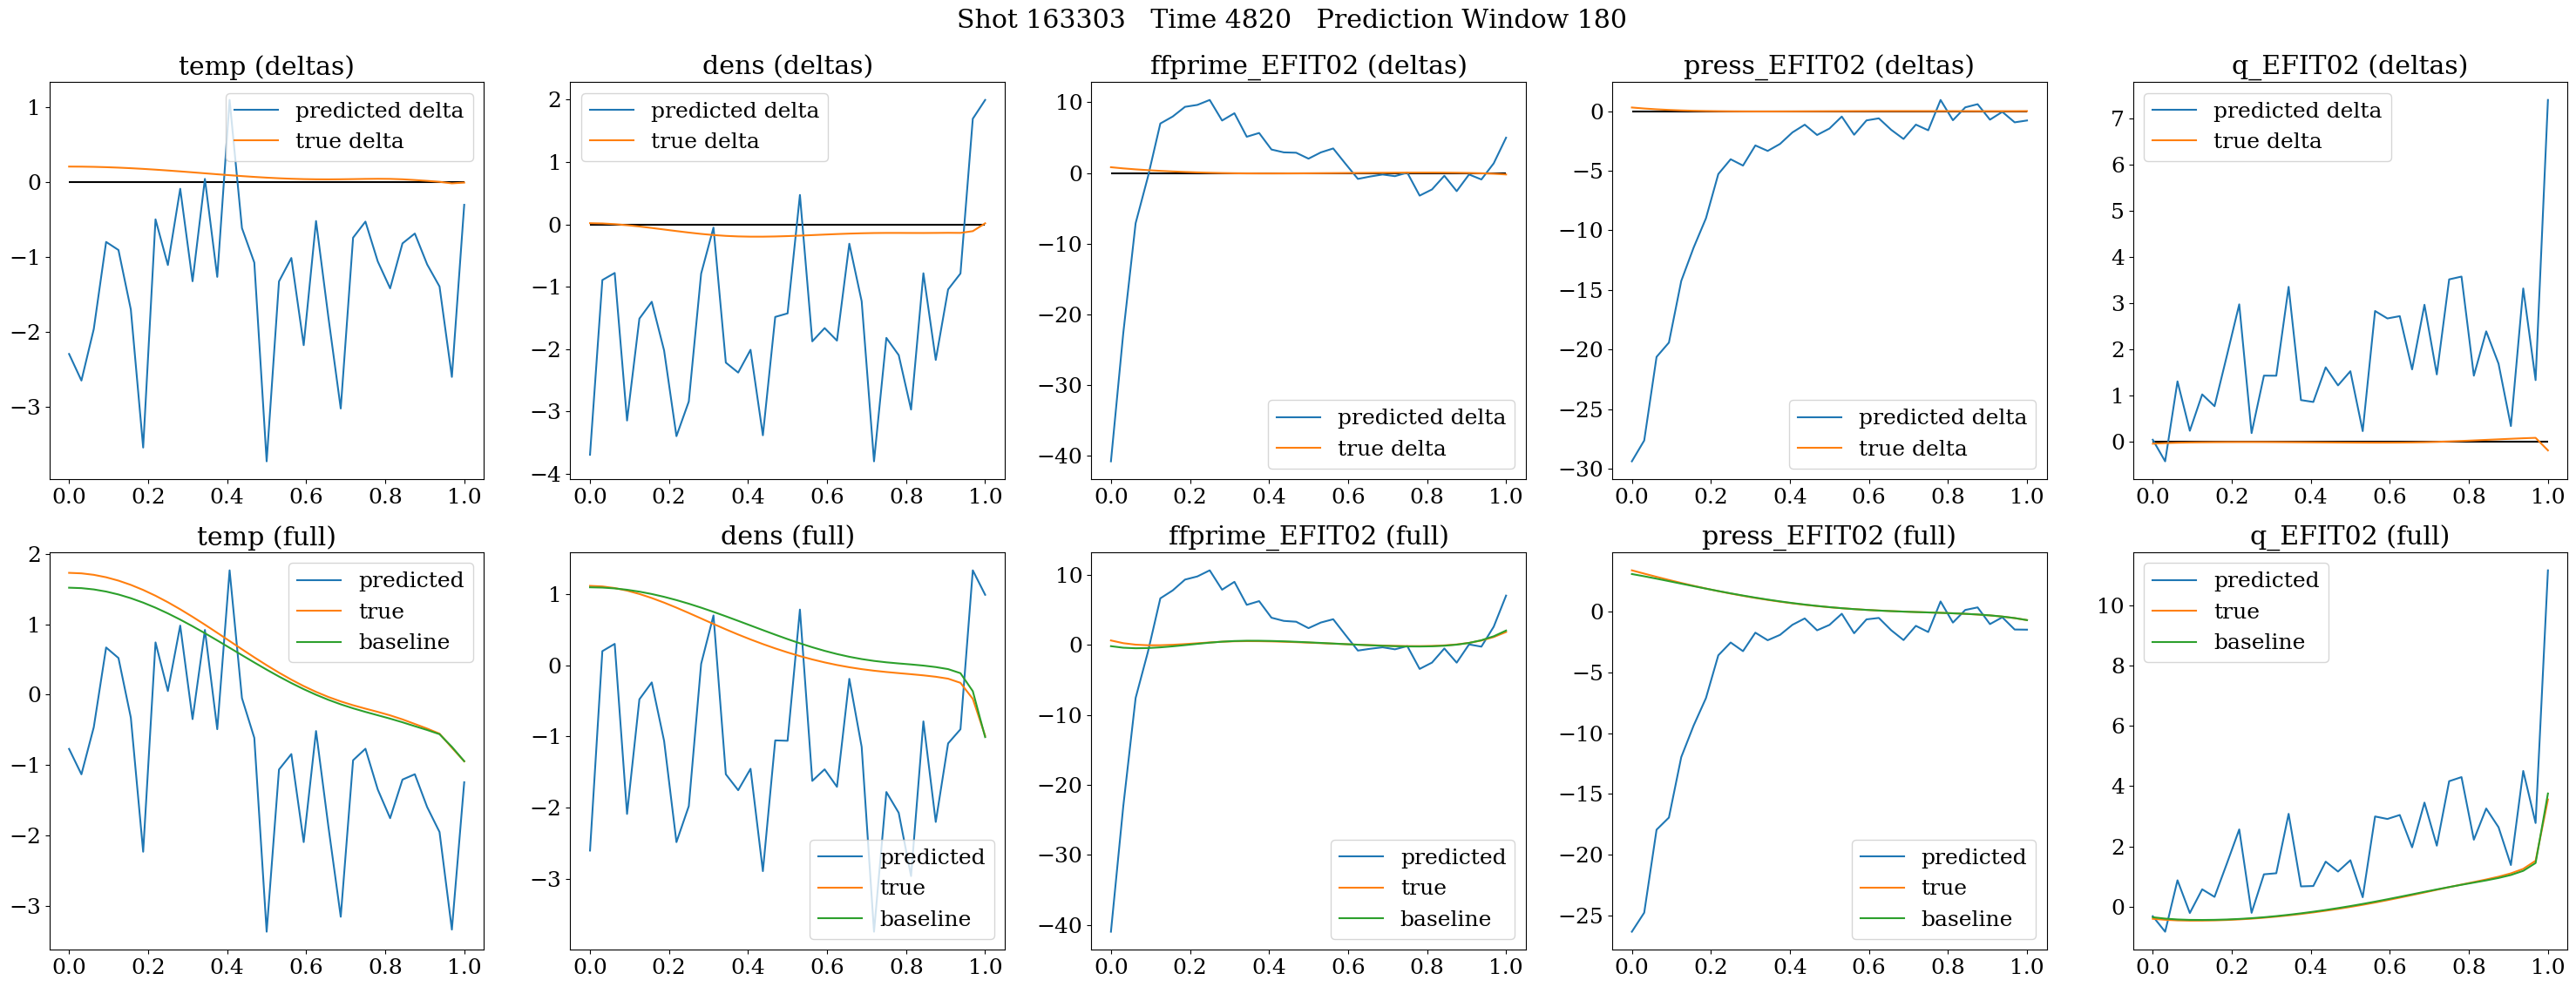 Shot 163303   Time 4820   Prediction Window 180
temp (deltas)
predicted delta
true delta
1
0
−1
−2
−3
0.0 0.2 0.4 0.6 0.8 1.0
dens (deltas)
predicted delta
true delta
2
1
0
−1
−2
−3
−4
0.0 0.2 0.4 0.6 0.8 1.0
ffprime_EFIT02 (deltas)
10
0
−10
−20
−30
−40
predicted delta
true delta
0.0 0.2 0.4 0.6 0.8 1.0
press_EFIT02 (deltas)
0
−5
−10
−15
−20
−25
−30
predicted delta
true delta
0.0 0.2 0.4 0.6 0.8 1.0
q_EFIT02 (deltas)
predicted delta
true delta
7
6
5
4
3
2
1
0
0.0 0.2 0.4 0.6 0.8 1.0
temp (full)
predicted
true
baseline
2
1
0
−1
−2
−3
0.0 0.2 0.4 0.6 0.8 1.0
dens (full)
1
0
−1
−2
−3
predicted
true
baseline
0.0 0.2 0.4 0.6 0.8 1.0
ffprime_EFIT02 (full)
10
0
−10
−20
−30
−40
predicted
true
baseline
0.0 0.2 0.4 0.6 0.8 1.0
press_EFIT02 (full)
0
−5
−10
−15
−20
−25
predicted
true
baseline
0.0 0.2 0.4 0.6 0.8 1.0
q_EFIT02 (full)
predicted
true
baseline
10
8
6
4
2
0
0.0 0.2 0.4 0.6 0.8 1.0